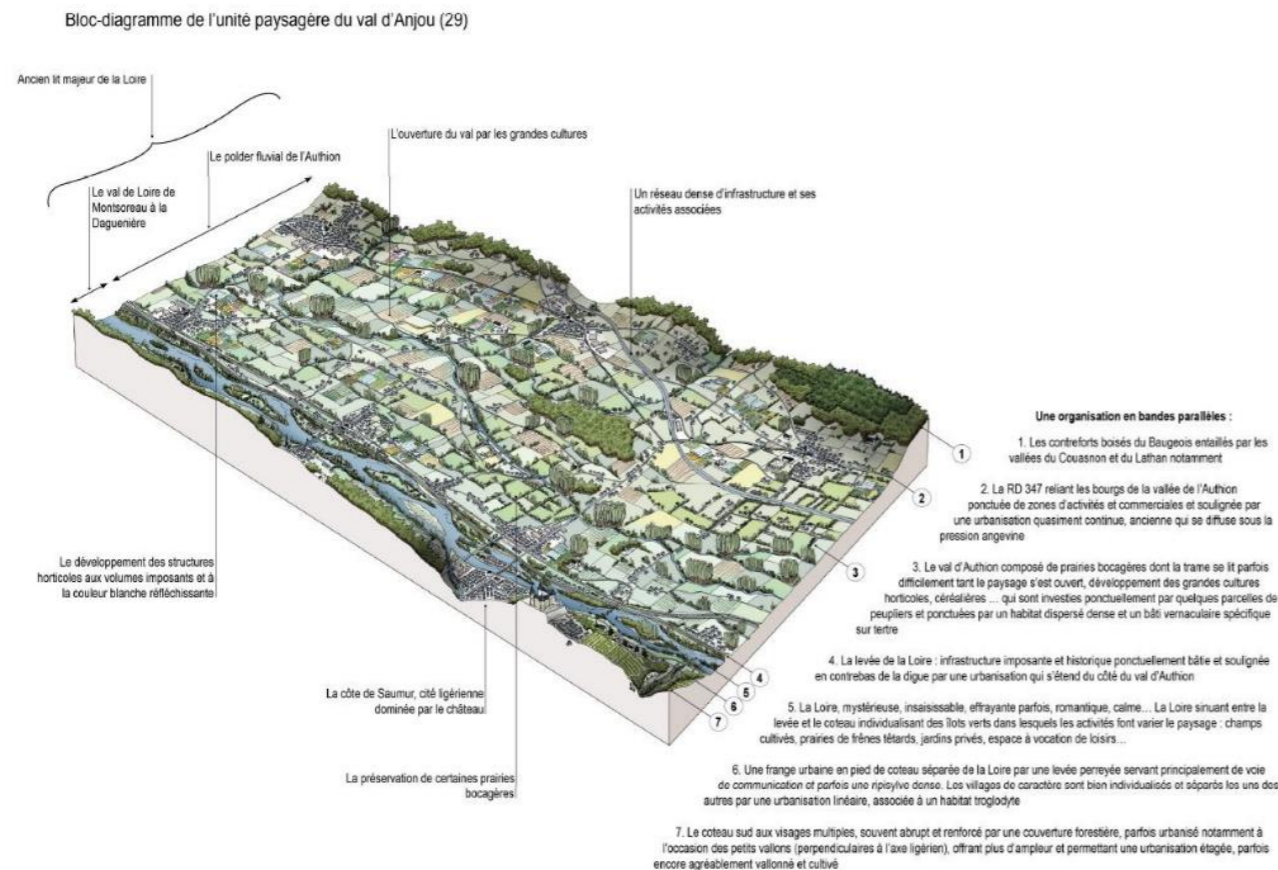 Bloc-diagramme de l'unité paysagère du val d'Anjou (29)
Ancien lit majeur de la Loire
Le polder fluvial de l'Authion
L'ouverture du val par les grandes cultures
Le val de Loire de
Montsoreau à la
Daguenière
Un réseau dense d'infrastructure et ses
activités associées
Le développement des structures
horticoles aux volumes imposants et à
la couleur blanche réfléchissante
La côte de Saumur, cité ligérienne
dominée par le château
La préservation de certaines prairies
bocagères
1
2
3
4
5
6
7
Une organisation en bandes parallèles :
1. Les contreforts boisés du Baugeois entaillés par les
vallées du Couasnon et du Lathan notamment
2. La RD 347 reliant les bourgs de la vallée de l'Authion
ponctuée de zones d'activités et commerciales et soulignée par
une urbanisation quasiment continue, ancienne qui se diffuse sous la
pression angevine
3. Le val d'Authion composé de prairies bocagères dont la trame se lit parfois
difficilement tant le paysage s'est ouvert, développement des grandes cultures
horticoles, céréalières ... qui sont investies ponctuellement par quelques parcelles de
peupliers et ponctuées par un habitat dispersé dense et un bâti vernaculaire spécifique
sur tertre
4. La levée de la Loire : infrastructure imposante et historique ponctuellement bâtie et soulignée
en contrebas de la digue par une urbanisation qui s'étend du côté du val d'Authion
5. La Loire, mystérieuse, insaisissable, effrayante parfois, romantique, calme... La Loire sinuant entre la
levée et le coteau individualisant des îlots verts dans lesquels les activités font varier le paysage : champs
cultivés, prairies de frênes têtards, jardins privés, espace à vocation de loisirs...
6. Une frange urbaine en pied de coteau séparée de la Loire par une levée perreyée servant principalement de voie
de communication et parfois une ripisylve dense. Les villages de caractère sont bien individualisés et séparés les uns des
autres par une urbanisation linéaire, associée à un habitat troglodyte
7. Le coteau sud aux visages multiples, souvent abrupt et renforcé par une couverture forestière, parfois urbanisé notamment à
l'occasion des petits vallons (perpendiculaires à l'axe ligérien), offrant plus d'ampleur et permettant une urbanisation étagée, parfois
encore agréablement vallonné et cultivé